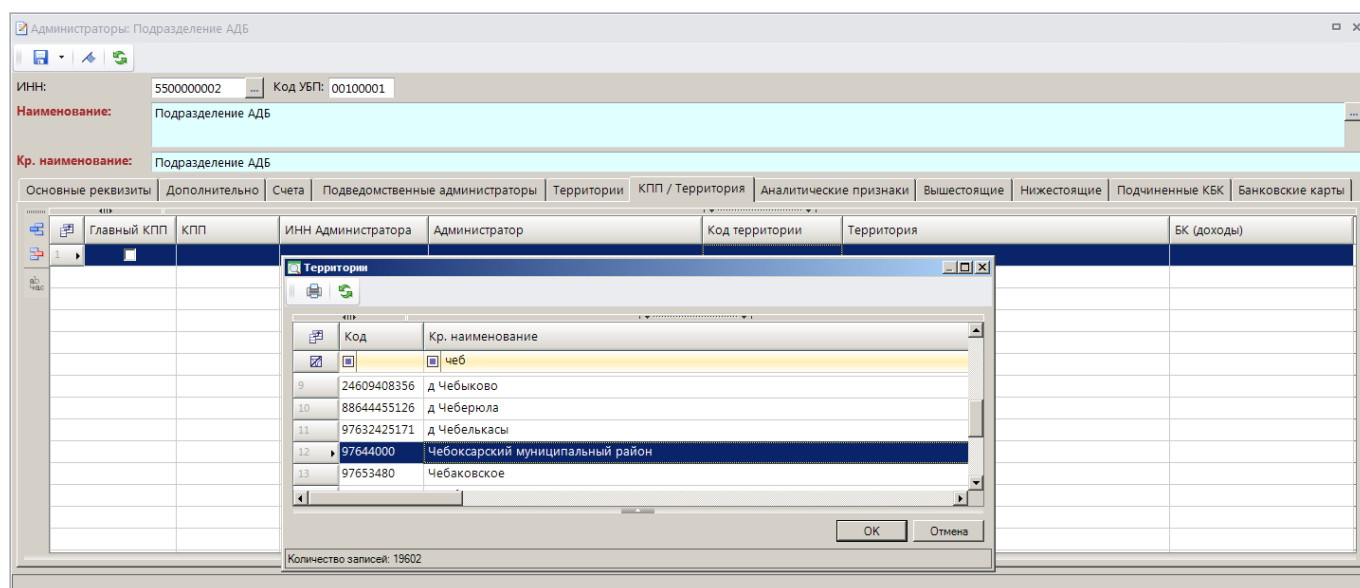 Администраторы: Подразделение АДБ
ИНН: 5500000002 ... Код УБП: 00100001
Наименование: Подразделение АДБ ...
Кр. наименование: Подразделение АДБ
Основные реквизиты Дополнительно Счета Подведомственные администраторы Территории КПП / Территория Аналитические признаки Вышестоящие Нижестоящие Подчиненные КБК Банковские карты
Главный КПП КПП ИНН Администратора Администратор Код территории Территория БК (доходы)
1
Территории
Код Кр. наименование
чеб
9 24609408356 д Чебыково
10 88644455126 д Чеберюла
11 97632425171 д Чебелькасы
12 97644000 Чебоксарский муниципальный район
13 97653480 Чебаковское
OK Отмена
Количество записей: 19602